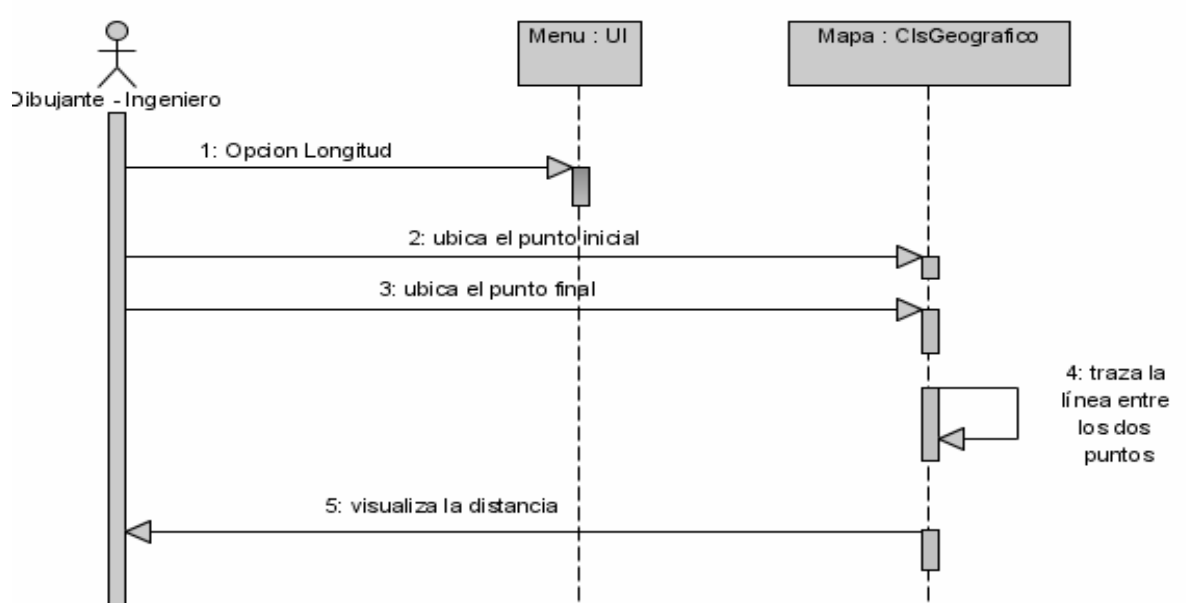 Menu : UI
Mapa : ClsGeografico
Dibujante - Ingeniero
1: Opcion Longitud
2: ubica el punto inicial
3: ubica el punto final
4: traza la
línea entre
los dos
puntos
5: visualiza la distancia